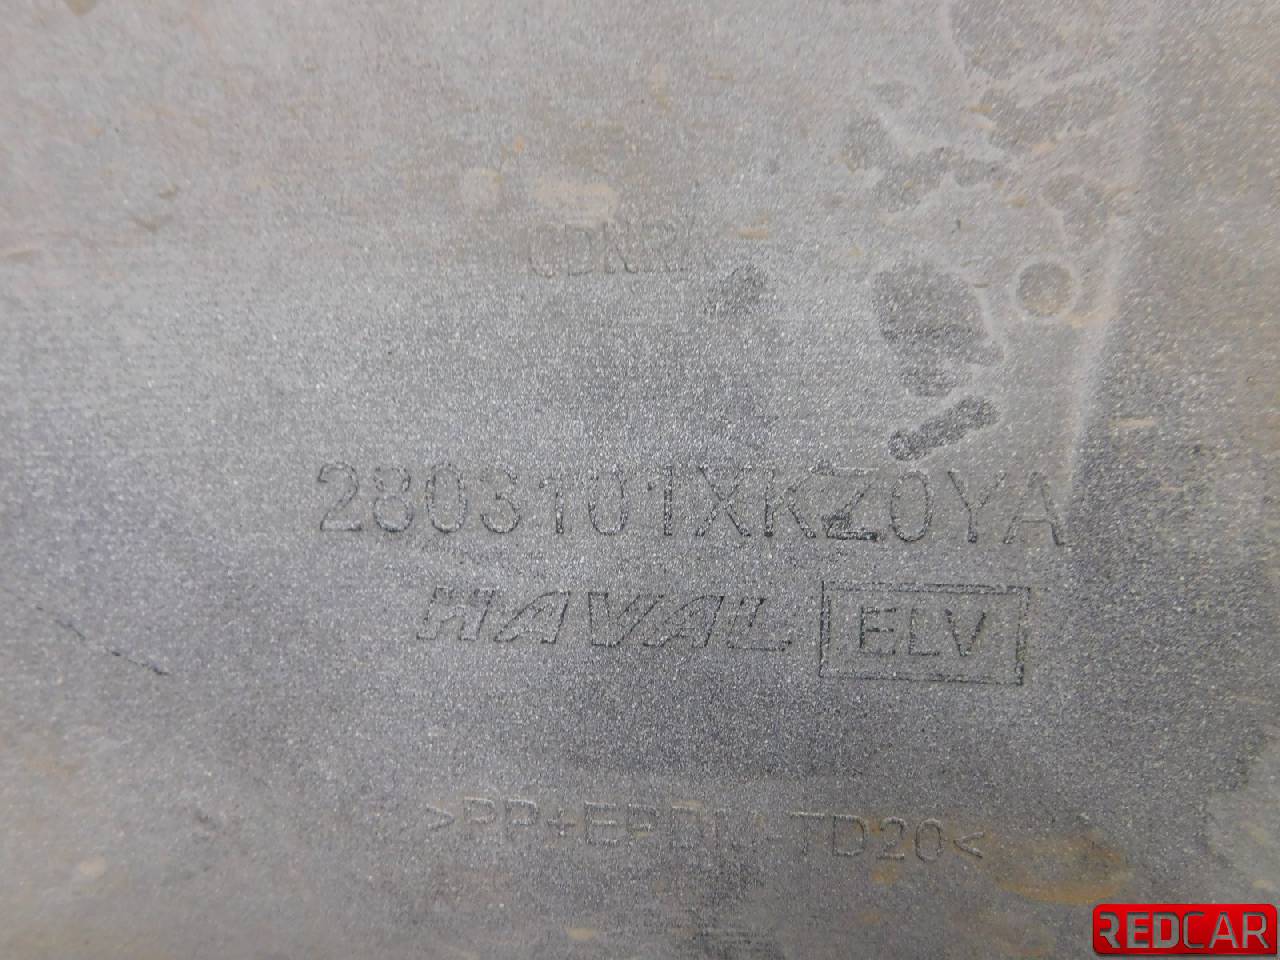 2803101XKZ0YA
HAVAL ELV
>PP+EPDM-TD20<
REDCAR